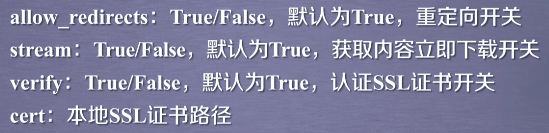 allow_redirects：True/False，默认为True，重定向开关
stream：True/False，默认为True，获取内容立即下载开关
verify：True/False，默认为True，认证SSL证书开关
cert：本地SSL证书路径